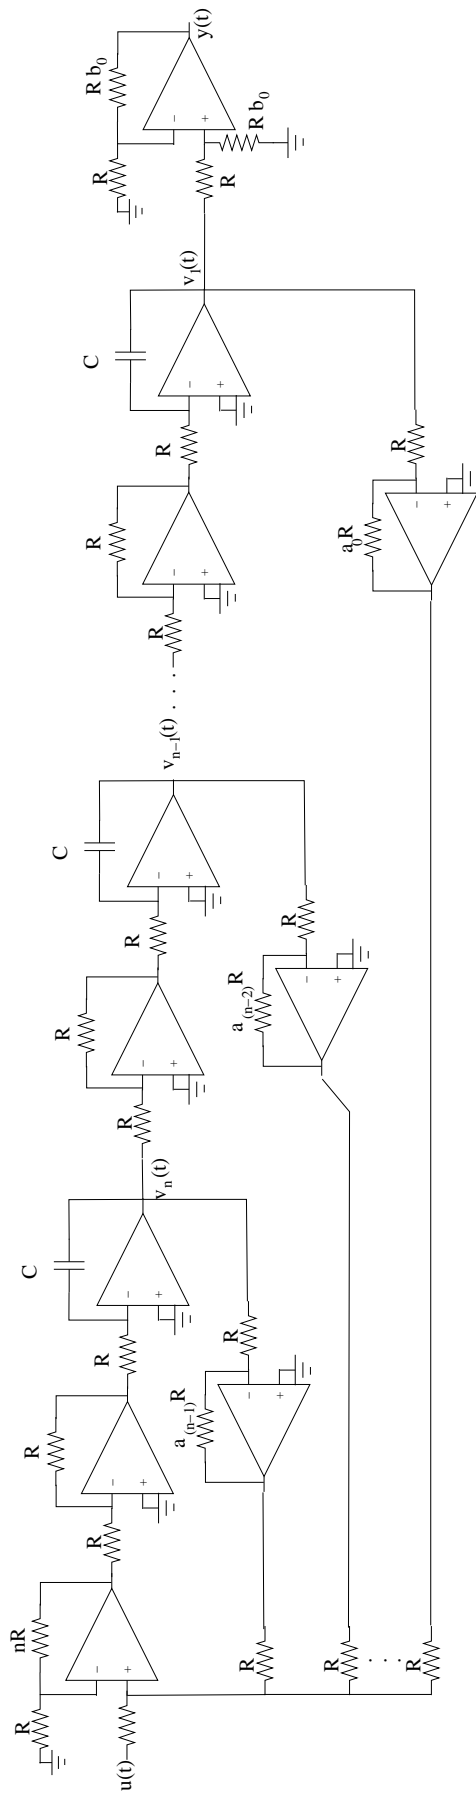 u(t)
R
nR
− +
R
R
− +
R
C
− +
vₙ(t)
R
a₍ₙ₋₁₎R
− +
R
R
R
− +
R
C
− +
vₙ₋₁(t)
R
a₍ₙ₋₂₎R
− +
R
. . . .
R
R
− +
R
C
− +
v₁(t)
R
a₀R
− +
. . . .
R
R
R b₀
R
R b₀
− +
y(t)